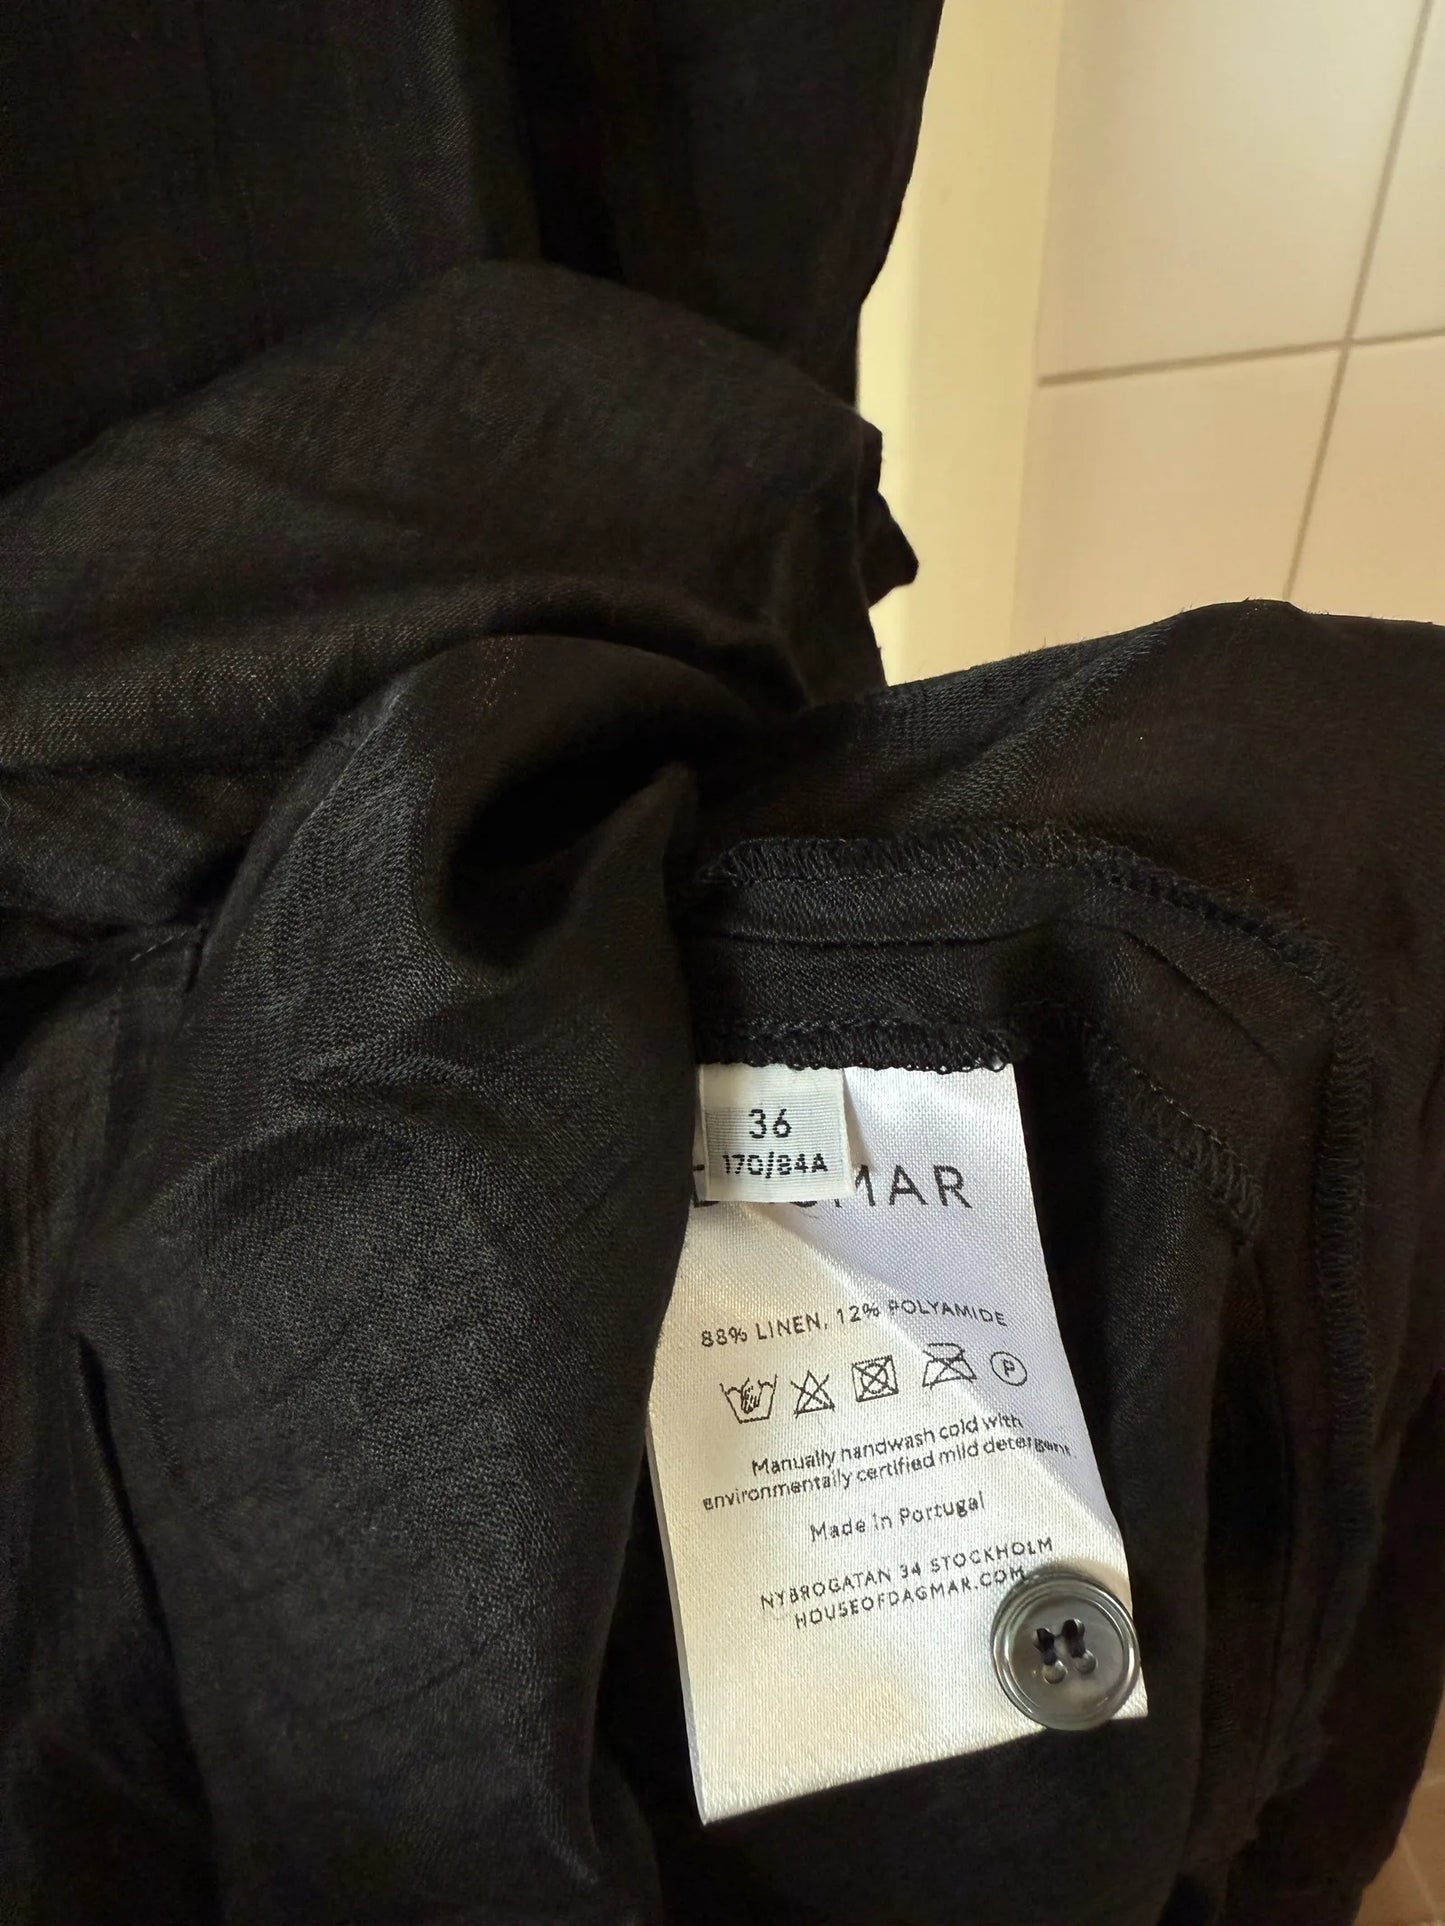 36
170/84A
DAGMAR
88% LINEN, 12% POLYAMIDE
P
Manually handwash cold with
environmentally certified mild detergent.
Made in Portugal
NYBROGATAN 34 STOCKHOLM
HOUSEOFDAGMAR.COM